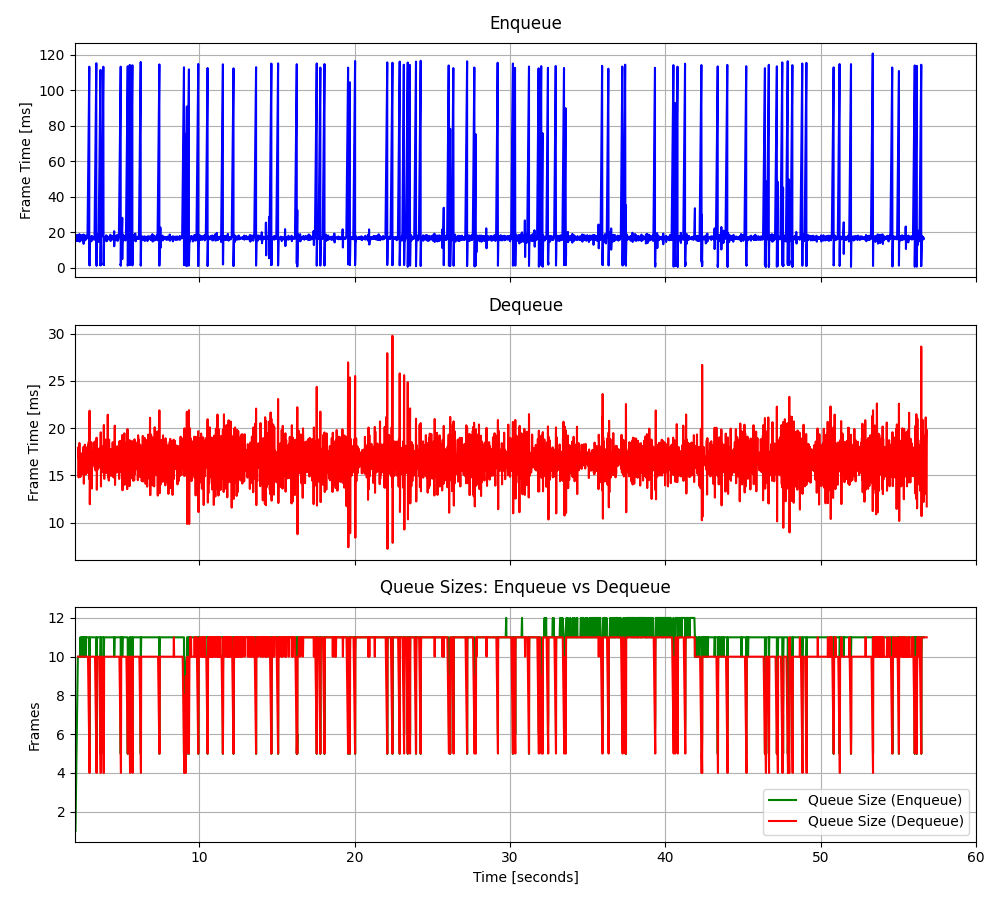 Enqueue
Frame Time [ms]
120
100
80
60
40
20
0
Dequeue
Frame Time [ms]
30
25
20
15
10
Queue Sizes: Enqueue vs Dequeue
Frames
12
10
8
6
4
2
Queue Size (Enqueue)
Queue Size (Dequeue)
10 20 30 40 50 60
Time [seconds]